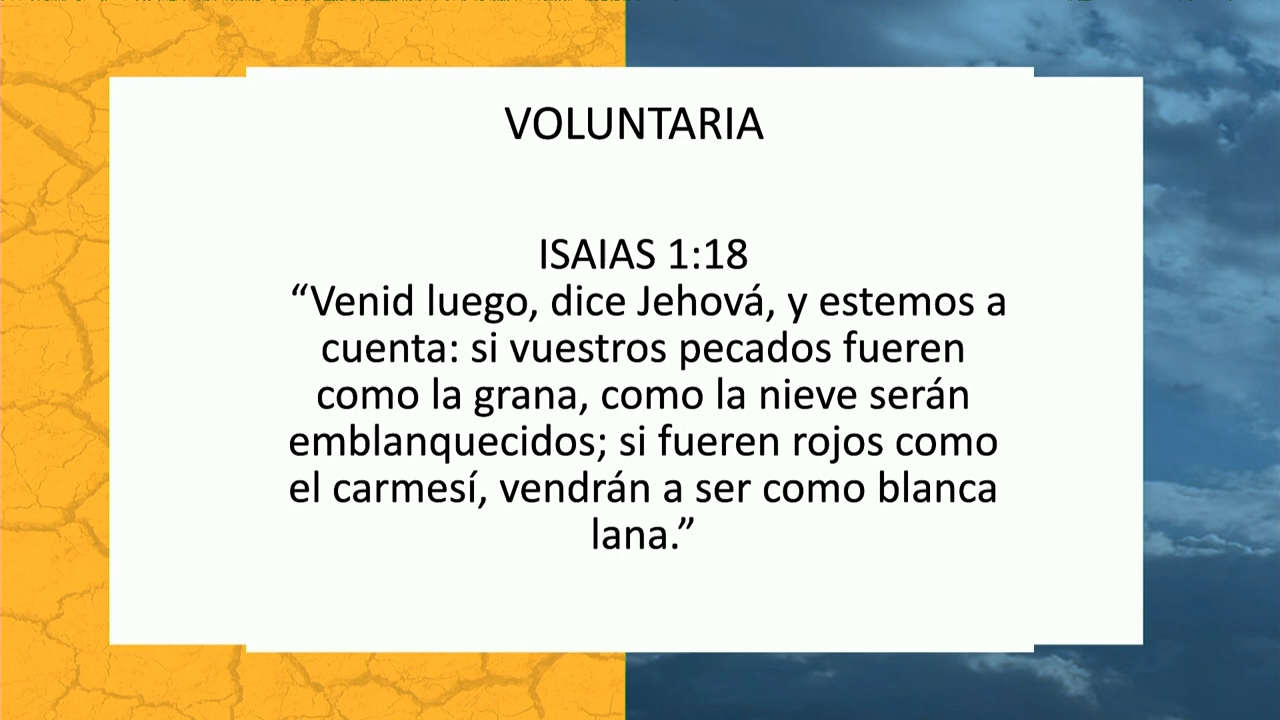 VOLUNTARIA
ISAIAS 1:18
“Venid luego, dice Jehová, y estemos a
cuenta: si vuestros pecados fueren
como la grana, como la nieve serán
emblanquecidos; si fueren rojos como
el carmesí, vendrán a ser como blanca
lana.”